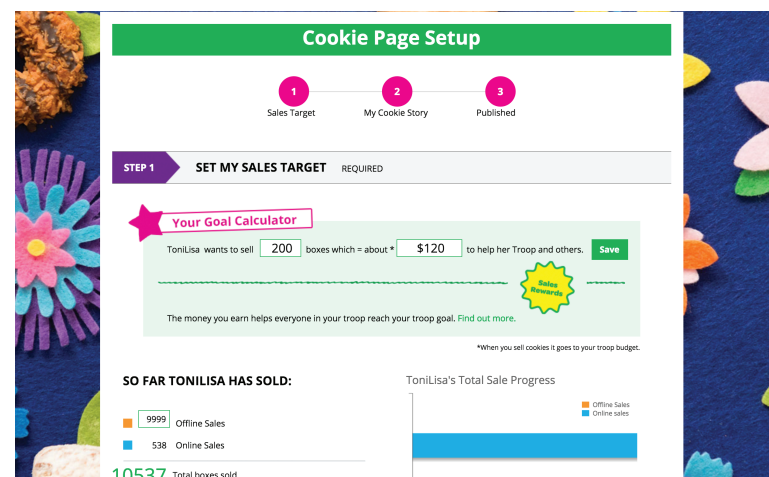 Cookie Page Setup
1 2 3
Sales Target My Cookie Story Published
STEP 1 SET MY SALES TARGET REQUIRED
Your Goal Calculator
ToniLisa wants to sell 200 boxes which = about * $120 to help her Troop and others. Save
Sales
Rewards
The money you earn helps everyone in your troop reach your troop goal. Find out more.
*When you sell cookies it goes to your troop budget.
SO FAR TONILISA HAS SOLD:
9999 Offline Sales
538 Online Sales
10537 Total boxes sold
ToniLisa's Total Sale Progress
Offline Sales
Online sales